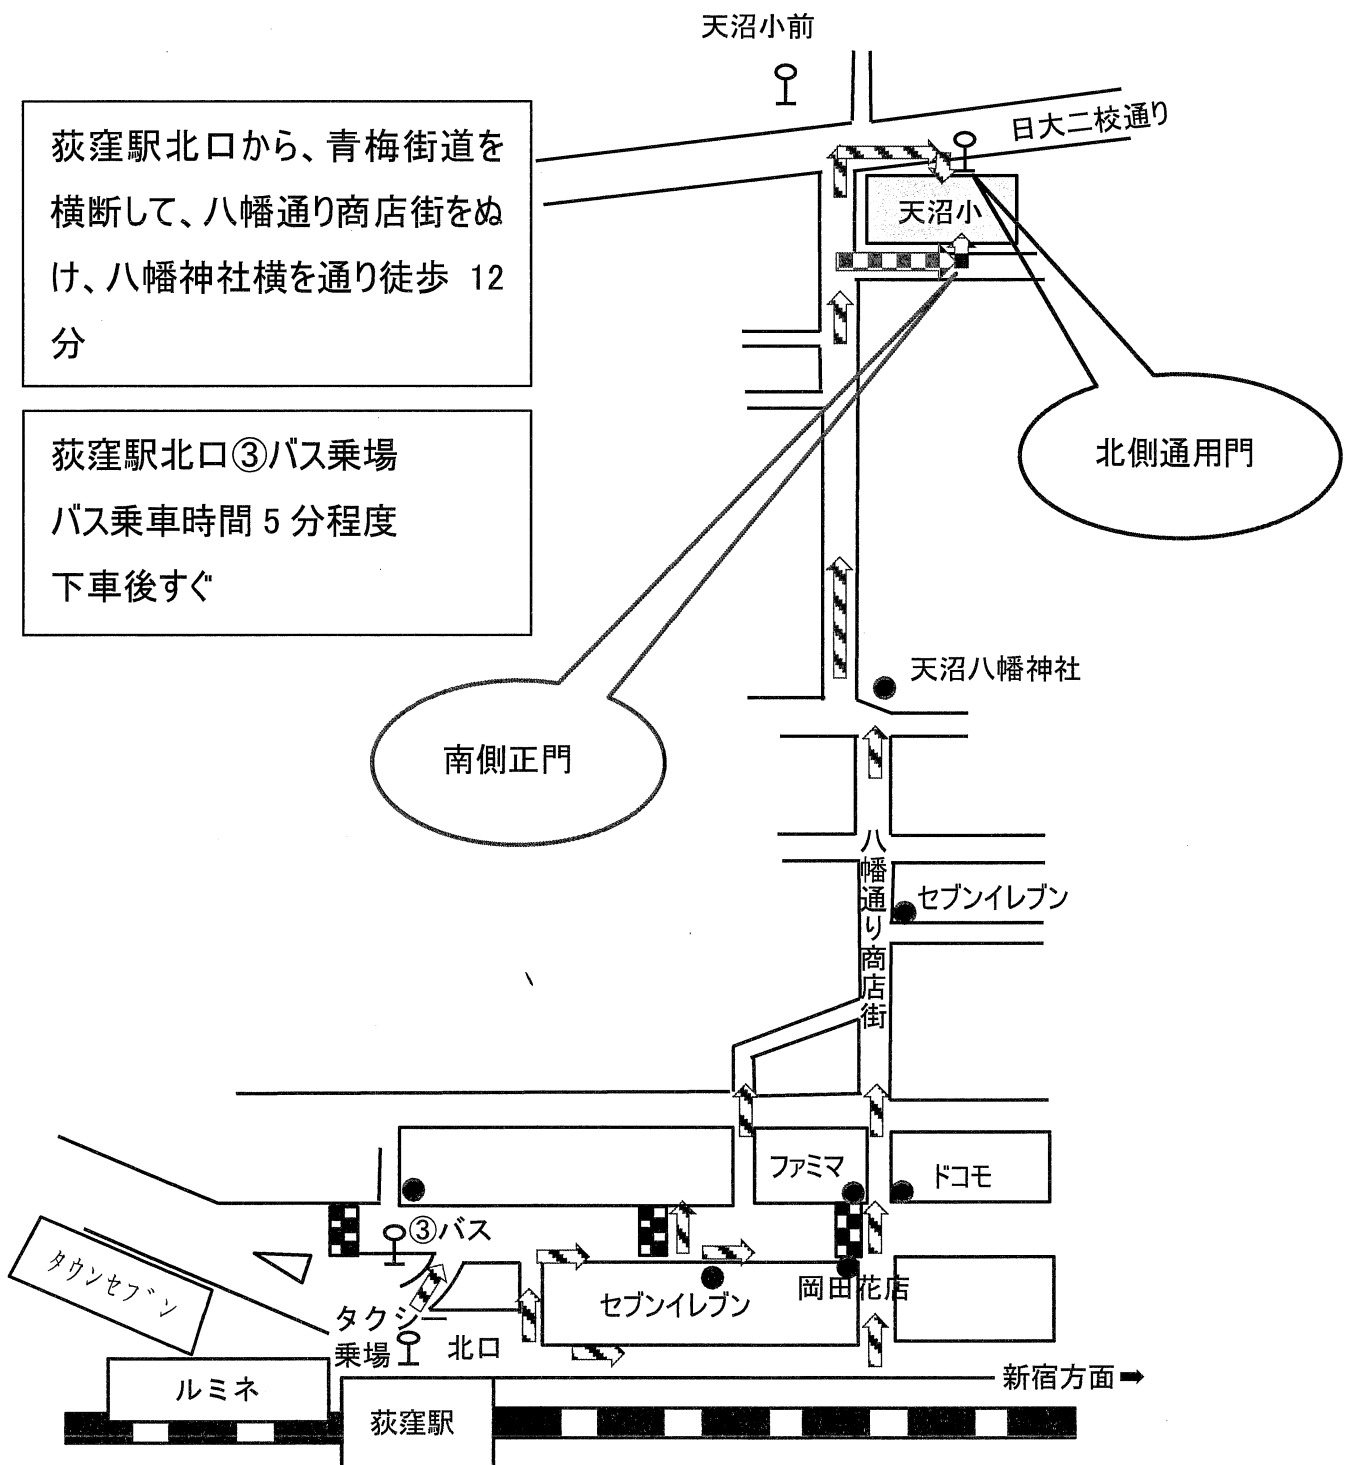 天沼小前
日大二校通り
荻窪駅北口から、青梅街道を
横断して、八幡通り商店街をぬ
け、八幡神社横を通り徒歩 12
分
天沼小
荻窪駅北口③バス乗場
バス乗車時間5分程度
下車後すぐ
北側通用門
天沼八幡神社
南側正門
八幡通り商店街
セブンイレブン
ファミマ
ドコモ
③バス
タウンセブン
岡田花店
セブンイレブン
タクシー
乗場
北口
新宿方面➡
ルミネ
荻窪駅